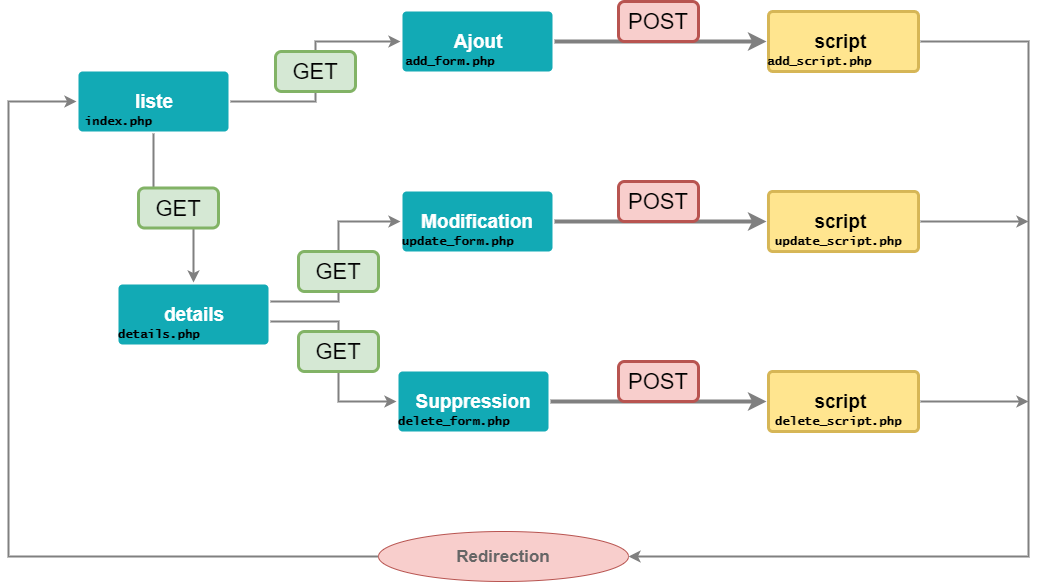 POST
Ajout
add_form.php
script
add_script.php
GET
liste
index.php
GET
POST
Modification
update_form.php
script
update_script.php
GET
details
details.php
GET
POST
Suppression
delete_form.php
script
delete_script.php
Redirection